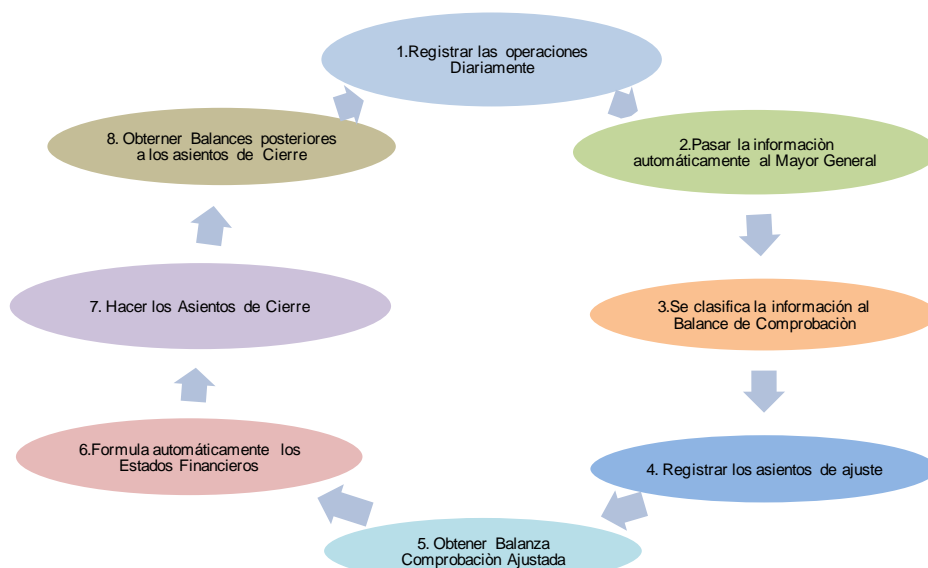 1.Registrar las operaciones
Diariamente
2.Pasar la informaciòn
automáticamente al Mayor General
3.Se clasifica la información al
Balance de Comprobaciòn
4. Registrar los asientos de ajuste
5. Obtener Balanza
Comprobaciòn Ajustada
6.Formula automáticamente los
Estados Financieros
7. Hacer los Asientos de Cierre
8. Obterner Balances posteriores
a los asientos de Cierre